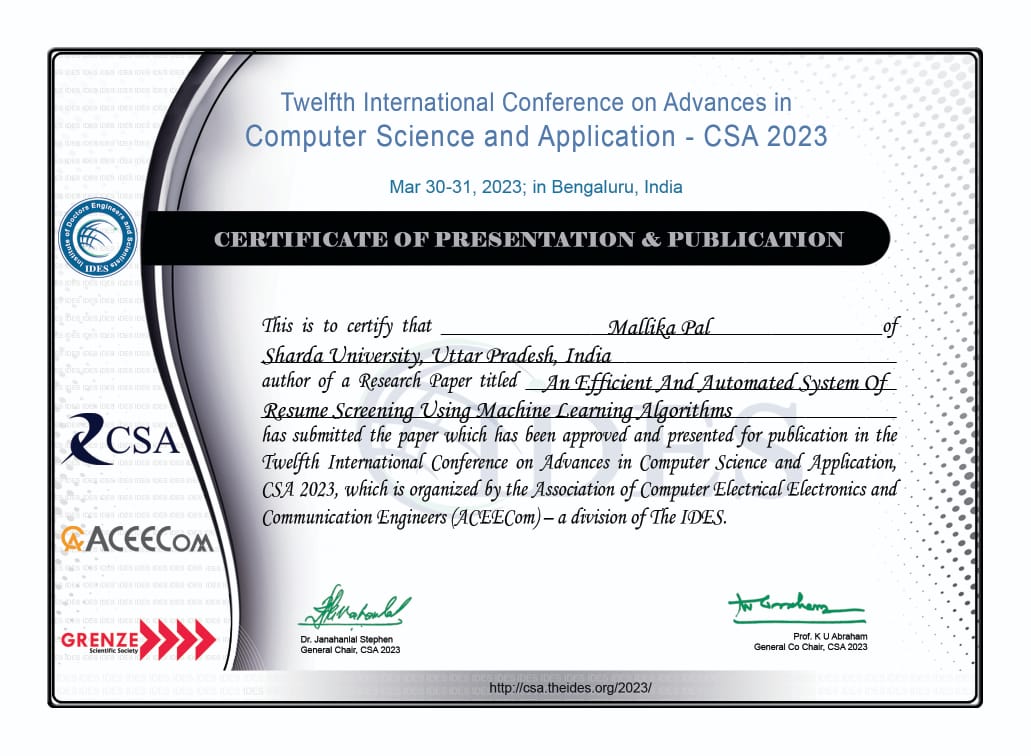 Twelfth International Conference on Advances in
Computer Science and Application - CSA 2023
Mar 30-31, 2023; in Bengaluru, India
Institute of Doctors Engineers and Scientists
IDES
CERTIFICATE OF PRESENTATION & PUBLICATION
This is to certify that Mallika Pal of
Sharda University, Uttar Pradesh, India
author of a Research Paper titled An Efficient And Automated System Of
Resume Screening Using Machine Learning Algorithms
has submitted the paper which has been approved and presented for publication in the
Twelfth International Conference on Advances in Computer Science and Application,
CSA 2023, which is organized by the Association of Computer Electrical Electronics and
Communication Engineers (ACEECom) – a division of The IDES.
IDES
CSA
ACEECOM
GRENZE
Scientific Society
Dr. Janahanlal Stephen
General Chair, CSA 2023
Prof. K U Abraham
General Co Chair, CSA 2023
http://csa.theides.org/2023/